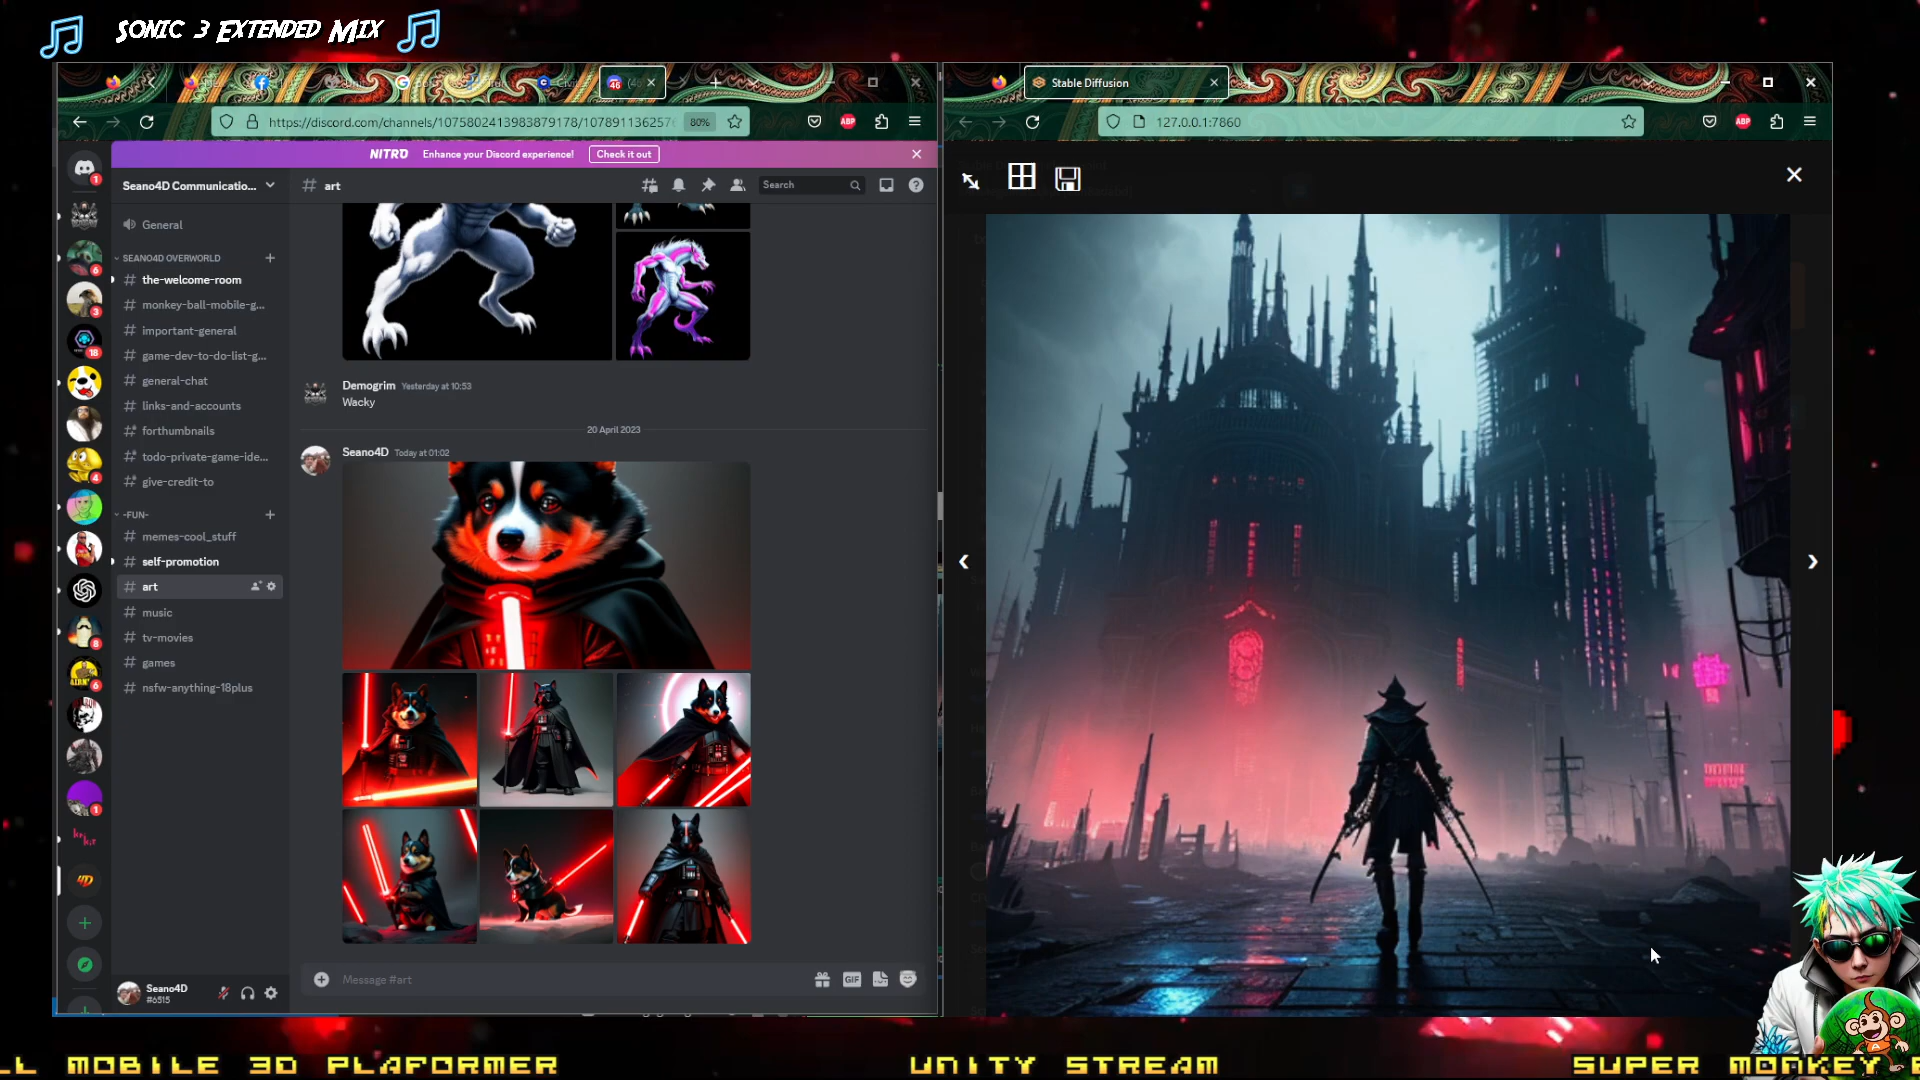 SONIC 3 EXTENDED MIX
https://discord.com/channels/1075802413983879178/107891136257
80%
NITRO Enhance your Discord experience! Check it out
Seano4D Communicatio...
# art
Search
General
SEANO4D OVERWORLD
# the-welcome-room
# monkey-ball-mobile-g...
# important-general
# game-dev-to-do-list-g...
# general-chat
# links-and-accounts
# forthumbnails
# todo-private-game-ide...
# give-credit-to
-FUN-
# memes-cool_stuff
# self-promotion
# art
# music
# tv-movies
# games
# nsfw-anything-18plus
Seano4D
#6515
Demogrim Yesterday at 10:53
Wacky
20 April 2023
Seano4D Today at 01:02
Message #art
GIF
Stable Diffusion
127.0.0.1:7860
ABP
LL MOBILE 3D PLAFORMER
UNITY STREAM
SUPER MONKEY